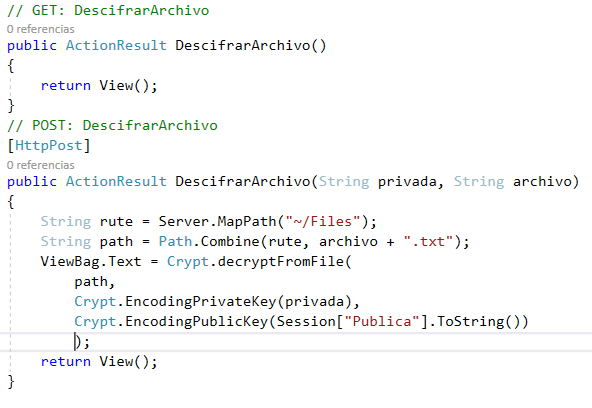 // GET: DescifrarArchivo
0 referencias
public ActionResult DescifrarArchivo()
{
    return View();
}
// POST: DescifrarArchivo
[HttpPost]
0 referencias
public ActionResult DescifrarArchivo(String privada, String archivo)
{
    String rute = Server.MapPath("~/Files");
    String path = Path.Combine(rute, archivo + ".txt");
    ViewBag.Text = Crypt.decryptFromFile(
        path,
        Crypt.EncodingPrivateKey(privada),
        Crypt.EncodingPublicKey(Session["Publica"].ToString())
        );
    return View();
}